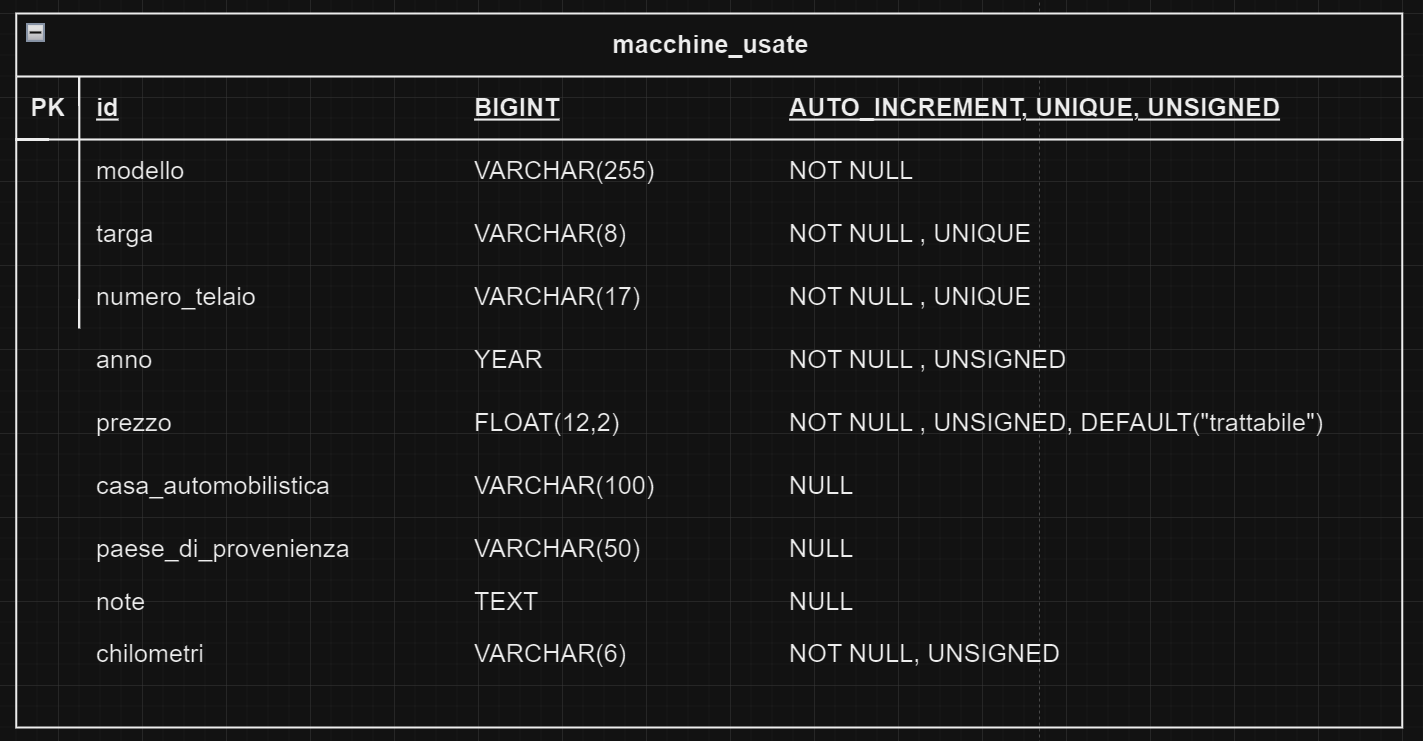 macchine_usate
PK id BIGINT AUTO_INCREMENT, UNIQUE, UNSIGNED
modello VARCHAR(255) NOT NULL
targa VARCHAR(8) NOT NULL , UNIQUE
numero_telaio VARCHAR(17) NOT NULL , UNIQUE
anno YEAR NOT NULL , UNSIGNED
prezzo FLOAT(12,2) NOT NULL , UNSIGNED, DEFAULT("trattabile")
casa_automobilistica VARCHAR(100) NULL
paese_di_provenienza VARCHAR(50) NULL
note TEXT NULL
chilometri VARCHAR(6) NOT NULL, UNSIGNED